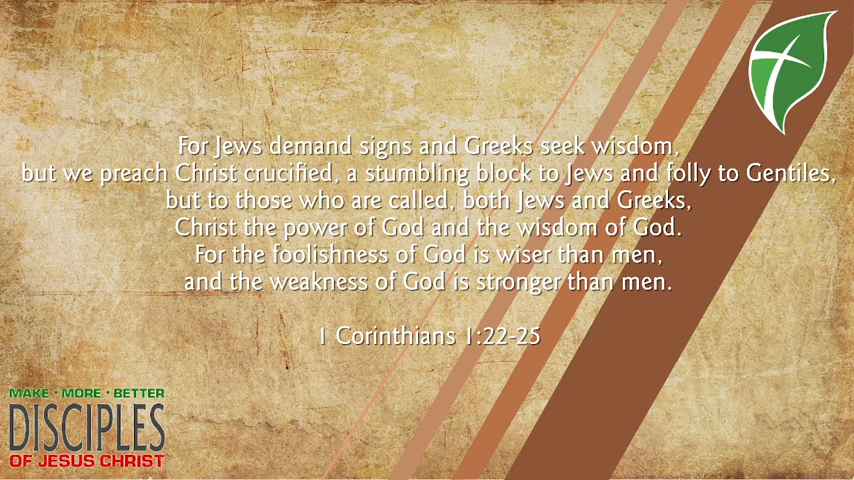 For Jews demand signs and Greeks seek wisdom,
but we preach Christ crucified, a stumbling block to Jews and folly to Gentiles,
but to those who are called, both Jews and Greeks,
Christ the power of God and the wisdom of God.
For the foolishness of God is wiser than men,
and the weakness of God is stronger than men.
1 Corinthians 1:22-25
MAKE · MORE · BETTER
DISCIPLES
OF JESUS CHRIST